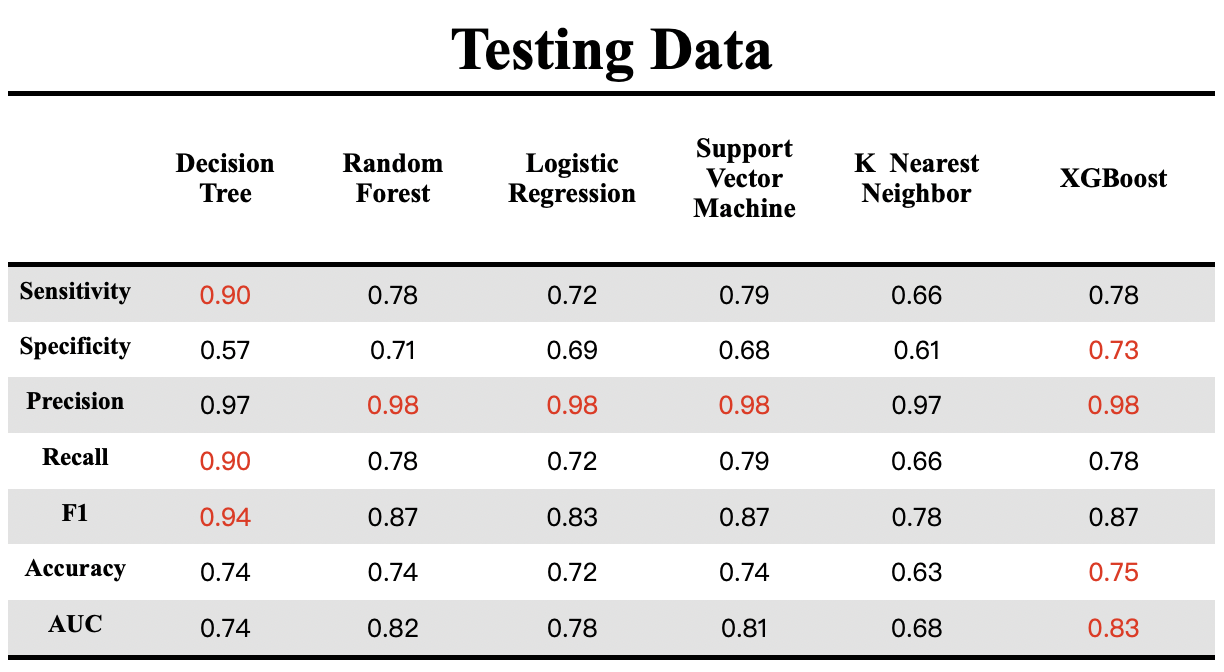 Testing Data
Decision Tree Random Forest Logistic Regression Support Vector Machine K Nearest Neighbor XGBoost
Sensitivity 0.90 0.78 0.72 0.79 0.66 0.78
Specificity 0.57 0.71 0.69 0.68 0.61 0.73
Precision 0.97 0.98 0.98 0.98 0.97 0.98
Recall 0.90 0.78 0.72 0.79 0.66 0.78
F1 0.94 0.87 0.83 0.87 0.78 0.87
Accuracy 0.74 0.74 0.72 0.74 0.63 0.75
AUC 0.74 0.82 0.78 0.81 0.68 0.83